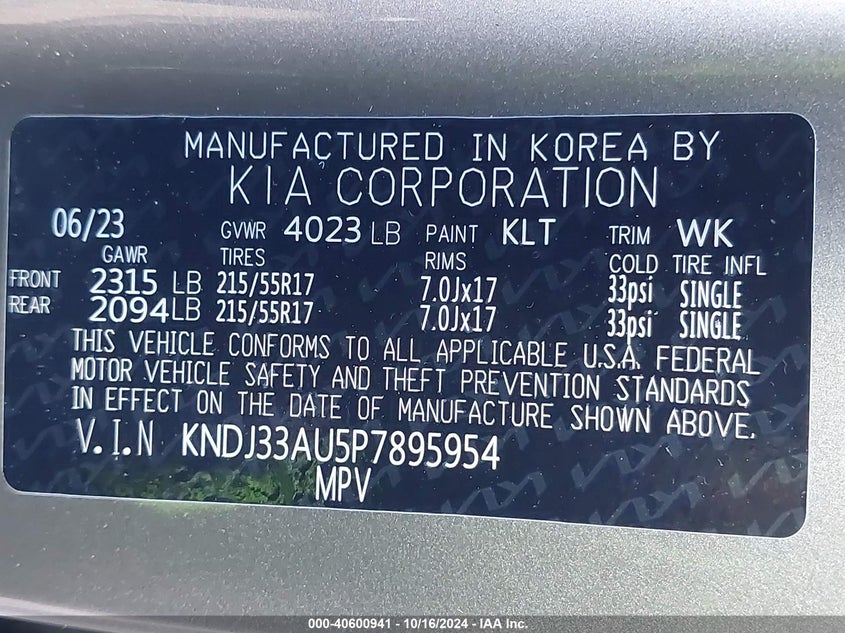 MANUFACTURED IN KOREA BY
KIA CORPORATION
06/23 GVWR 4023 LB PAINT KLT TRIM WK
GAWR TIRES RIMS COLD TIRE INFL
FRONT 2315 LB 215/55R17 7.0Jx17 33psi SINGLE
REAR 2094 LB 215/55R17 7.0Jx17 33psi SINGLE
THIS VEHICLE CONFORMS TO ALL APPLICABLE U.S.A. FEDERAL
MOTOR VEHICLE SAFETY AND THEFT PREVENTION STANDARDS
IN EFFECT ON THE DATE OF MANUFACTURE SHOWN ABOVE.
V.I.N KNDJ33AU5P7895954
MPV
000-40600941 - 10/16/2024 - IAA Inc.